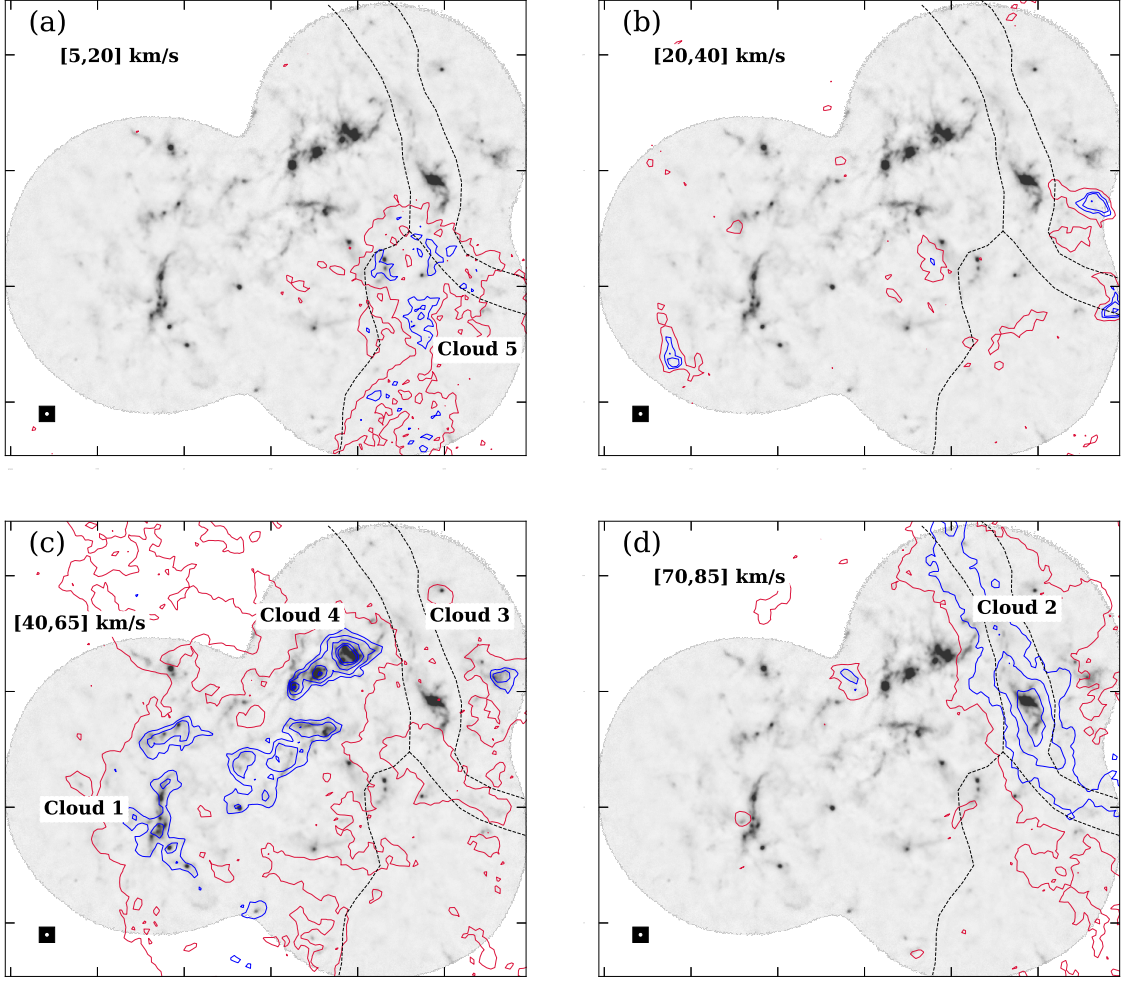 (a)
[5,20] km/s
Cloud 5
(b)
[20,40] km/s
(c)
[40,65] km/s
Cloud 4
Cloud 3
Cloud 1
(d)
[70,85] km/s
Cloud 2